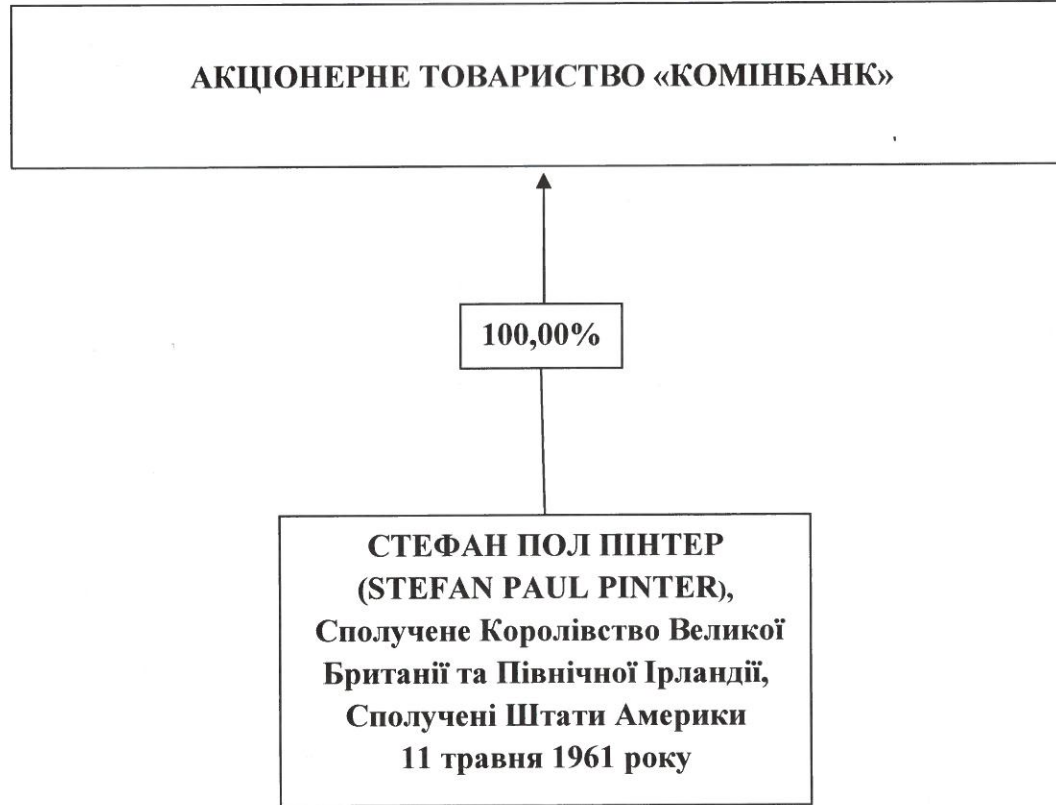 АКЦІОНЕРНЕ ТОВАРИСТВО «КОМІНБАНК»
100,00%
СТЕФАН ПОЛ ПІНТЕР
(STEFAN PAUL PINTER),
Сполучене Королівство Великої
Британії та Північної Ірландії,
Сполучені Штати Америки
11 травня 1961 року